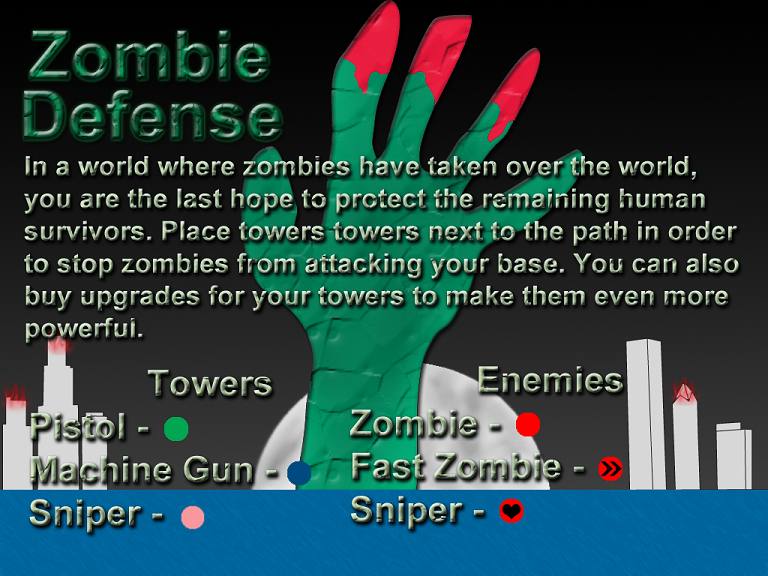 Zombie
Defense
In a world where zombies have taken over the world,
you are the last hope to protect the remaining human
survivors. Place towers towers next to the path in order
to stop zombies from attacking your base. You can also
buy upgrades for your towers to make them even more
powerful.
Towers
Pistol -
Machine Gun -
Sniper -
Enemies
Zombie -
Fast Zombie -
Sniper -